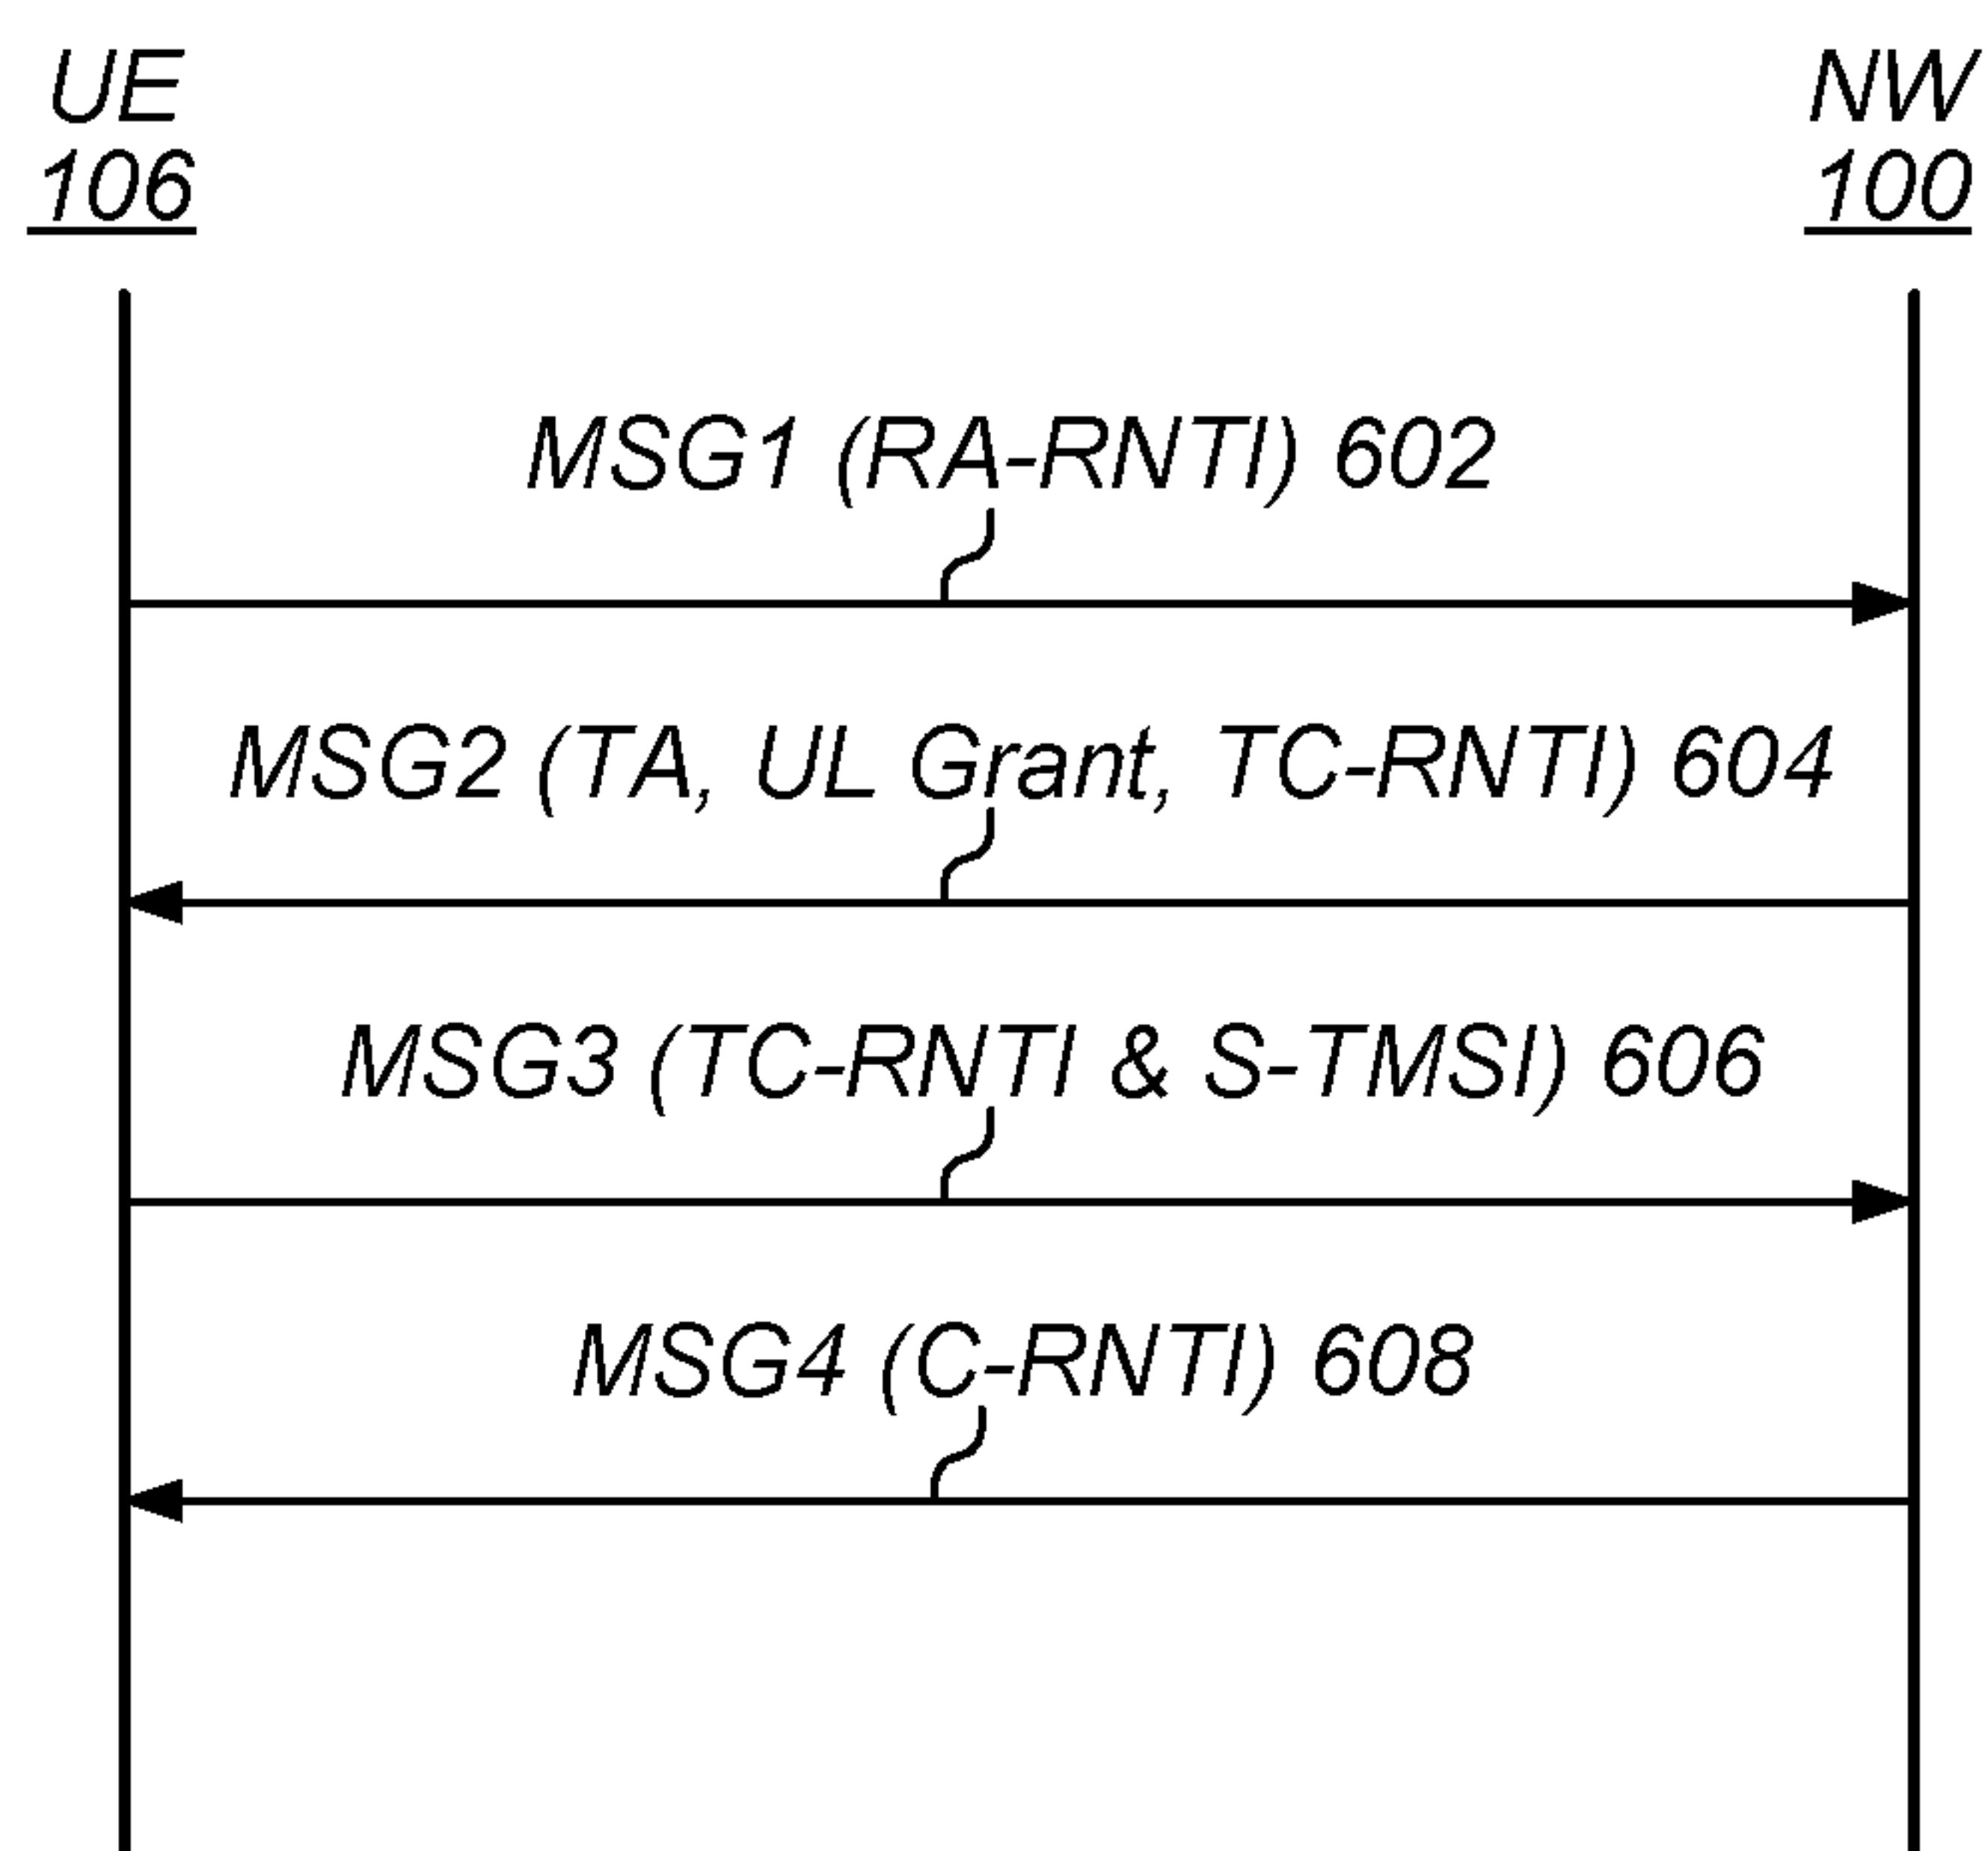 UE
106
NW
100
MSG1 (RA-RNTI) 602
MSG2 (TA, UL Grant, TC-RNTI) 604
MSG3 (TC-RNTI & S-TMSI) 606
MSG4 (C-RNTI) 608